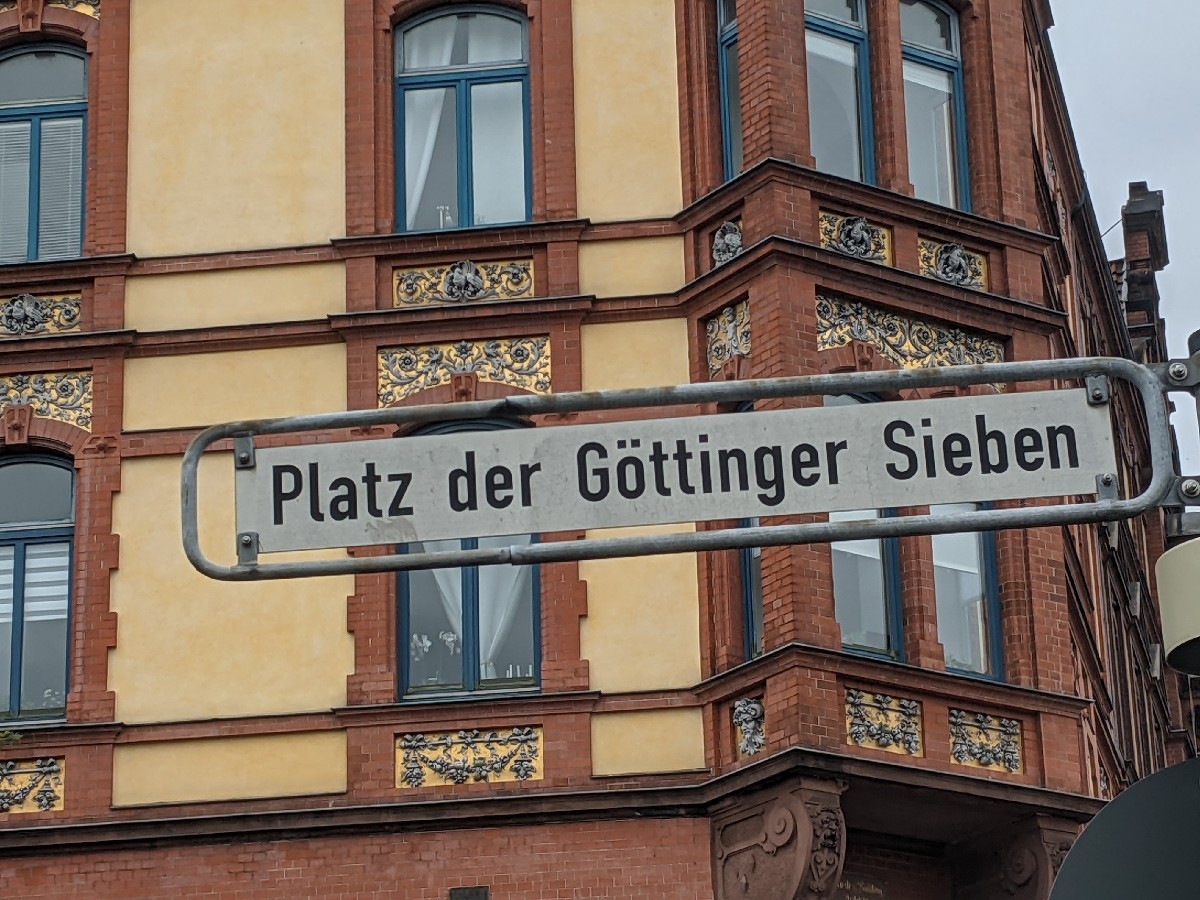 Platz der Göttinger Sieben